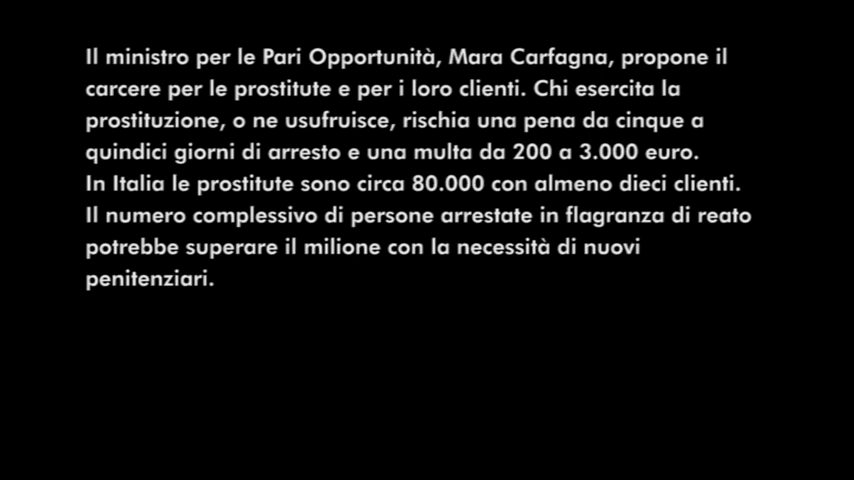 Il ministro per le Pari Opportunità, Mara Carfagna, propone il
carcere per le prostitute e per i loro clienti. Chi esercita la
prostituzione, o ne usufruisce, rischia una pena da cinque a
quindici giorni di arresto e una multa da 200 a 3.000 euro.
In Italia le prostitute sono circa 80.000 con almeno dieci clienti.
Il numero complessivo di persone arrestate in flagranza di reato
potrebbe superare il milione con la necessità di nuovi
penitenziari.